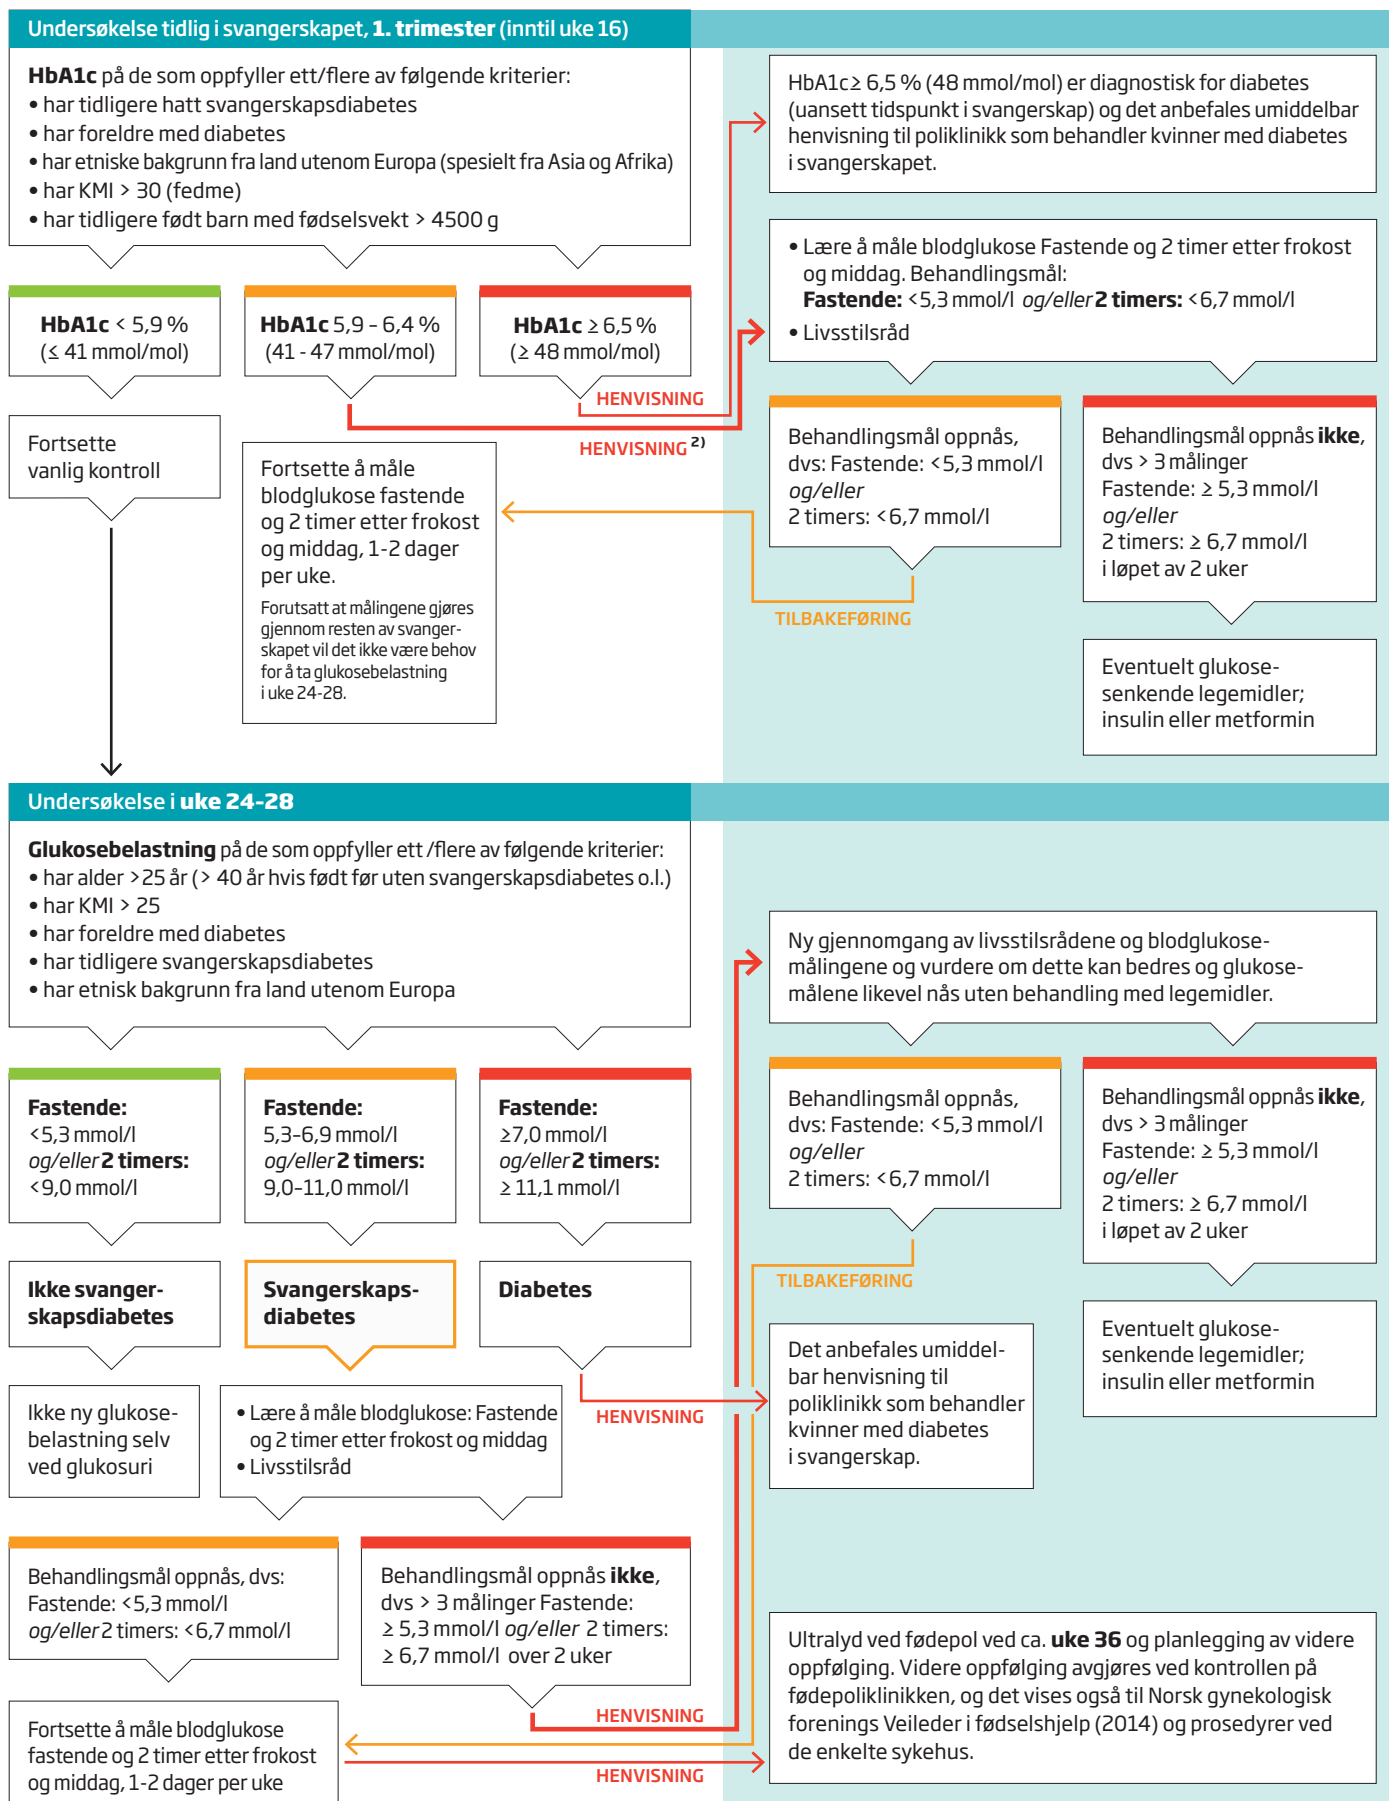 Undersøkelse tidlig i svangerskapet, 1. trimester (inntil uke 16)
HbA1c på de som oppfyller ett/flere av følgende kriterier:
• har tidligere hatt svangerskapsdiabetes
• har foreldre med diabetes
• har etniske bakgrunn fra land utenom Europa (spesielt fra Asia og Afrika)
• har KMI > 30 (fedme)
• har tidligere født barn med fødselsvekt > 4500 g
HbA1c≥ 6,5 % (48 mmol/mol) er diagnostisk for diabetes
(uansett tidspunkt i svangerskap) og det anbefales umiddelbar
henvisning til poliklinikk som behandler kvinner med diabetes
i svangerskapet.
• Lære å måle blodglukose Fastende og 2 timer etter frokost
og middag. Behandlingsmål:
Fastende: <5,3 mmol/l og/eller 2 timers: <6,7 mmol/l
• Livsstilsråd
HbA1c < 5,9 %
(≤ 41 mmol/mol)
HbA1c 5,9 – 6,4 %
(41 - 47 mmol/mol)
HbA1c ≥ 6,5 %
(≥ 48 mmol/mol)
HENVISNING
HENVISNING 2)
Fortsette
vanlig kontroll
Fortsette å måle
blodglukose fastende
og 2 timer etter frokost
og middag, 1-2 dager
per uke.
Forutsatt at målingene gjøres
gjennom resten av svanger-
skapet vil det ikke være behov
for å ta glukosebelastning
i uke 24-28.
Behandlingsmål oppnås,
dvs: Fastende: <5,3 mmol/l
og/eller
2 timers: <6,7 mmol/l
TILBAKEFØRING
Behandlingsmål oppnås ikke,
dvs > 3 målinger
Fastende: ≥ 5,3 mmol/l
og/eller
2 timers: ≥ 6,7 mmol/l
i løpet av 2 uker
Eventuelt glukose-
senkende legemidler;
insulin eller metformin
Undersøkelse i uke 24–28
Glukosebelastning på de som oppfyller ett /flere av følgende kriterier:
• har alder >25 år (> 40 år hvis født før uten svangerskapsdiabetes o.l.)
• har KMI > 25
• har foreldre med diabetes
• har tidligere svangerskapsdiabetes
• har etnisk bakgrunn fra land utenom Europa
Ny gjennomgang av livsstilsrådene og blodglukose-
målingene og vurdere om dette kan bedres og glukose-
målene likevel nås uten behandling med legemidler.
Fastende:
<5,3 mmol/l
og/eller 2 timers:
<9,0 mmol/l
Fastende:
5,3–6,9 mmol/l
og/eller 2 timers:
9,0–11,0 mmol/l
Fastende:
≥7,0 mmol/l
og/eller 2 timers:
≥ 11,1 mmol/l
Behandlingsmål oppnås,
dvs: Fastende: <5,3 mmol/l
og/eller
2 timers: <6,7 mmol/l
TILBAKEFØRING
Behandlingsmål oppnås ikke,
dvs > 3 målinger
Fastende: ≥ 5,3 mmol/l
og/eller
2 timers: ≥ 6,7 mmol/l
i løpet av 2 uker
Ikke svanger-
skapsdiabetes
Svangerskaps-
diabetes
Diabetes
Eventuelt glukose-
senkende legemidler;
insulin eller metformin
Det anbefales umiddel-
bar henvisning til
poliklinikk som behandler
kvinner med diabetes
i svangerskap.
HENVISNING
Ikke ny glukose-
belastning selv
ved glukosuri
• Lære å måle blodglukose: Fastende
og 2 timer etter frokost og middag
• Livsstilsråd
Behandlingsmål oppnås, dvs:
Fastende: <5,3 mmol/l
og/eller 2 timers: <6,7 mmol/l
Behandlingsmål oppnås ikke,
dvs > 3 målinger Fastende:
≥ 5,3 mmol/l og/eller 2 timers:
≥ 6,7 mmol/l over 2 uker
HENVISNING
Fortsette å måle blodglukose
fastende og 2 timer etter frokost
og middag, 1-2 dager per uke
HENVISNING
Ultralyd ved fødepol ved ca. uke 36 og planlegging av videre
oppfølging. Videre oppfølging avgjøres ved kontrollen på
fødepoliklinikken, og det vises også til Norsk gynekologisk
forenings Veileder i fødselshjelp (2014) og prosedyrer ved
de enkelte sykehus.